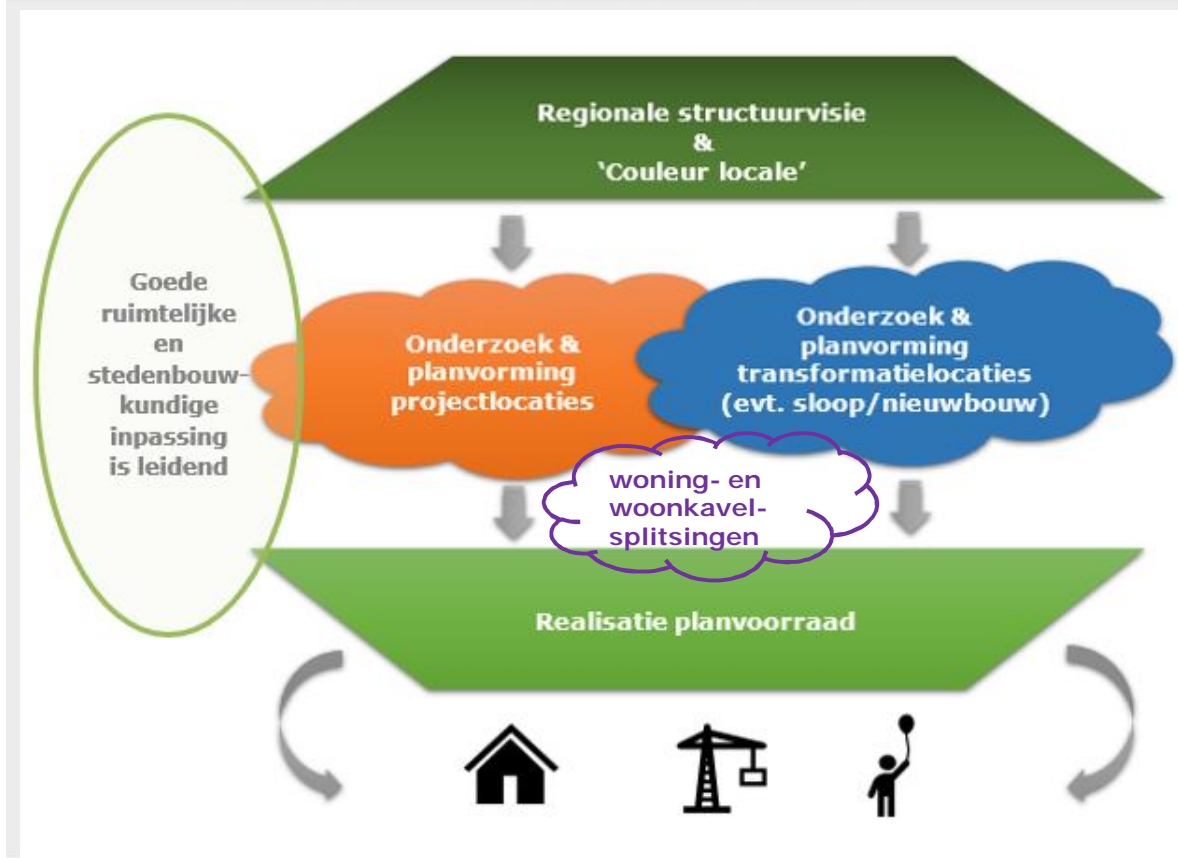 Regionale structuurvisie
&
‘Couleur locale’
Goede
ruimtelijke
en
stedenbouw-
kundige
inpassing
is leidend
Onderzoek &
planvorming
projectlocaties
Onderzoek &
planvorming
transformatielocaties
(evt. sloop/nieuwbouw)
woning- en
woonkavel-
splitsingen
Realisatie planvoorraad